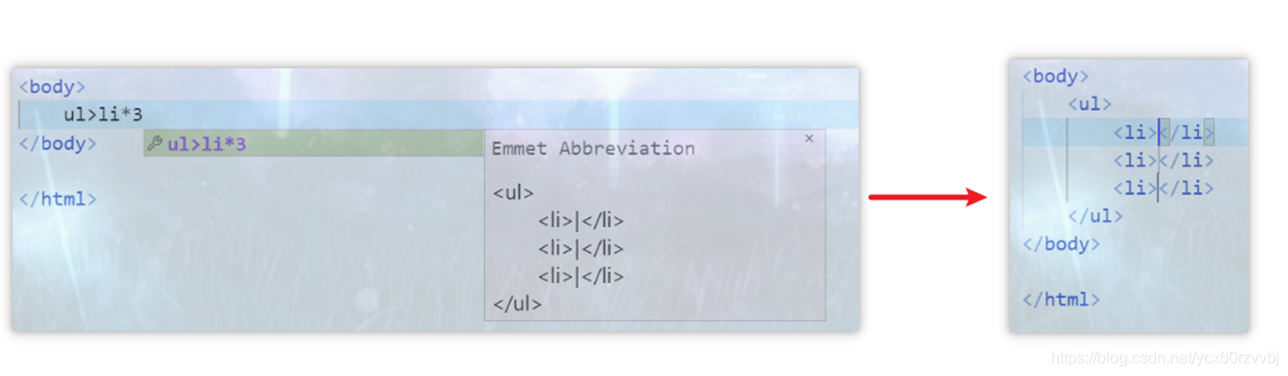 <body>
    ul>li*3
</body>
ul>li*3
</html>
Emmet Abbreviation
×
<ul>
    <li>|</li>
    <li>|</li>
    <li>|</li>
</ul>
<body>
    <ul>
        <li></li>
        <li></li>
        <li></li>
    </ul>
</body>
</html>
https://blog.csdn.net/ycx60rzvvbj